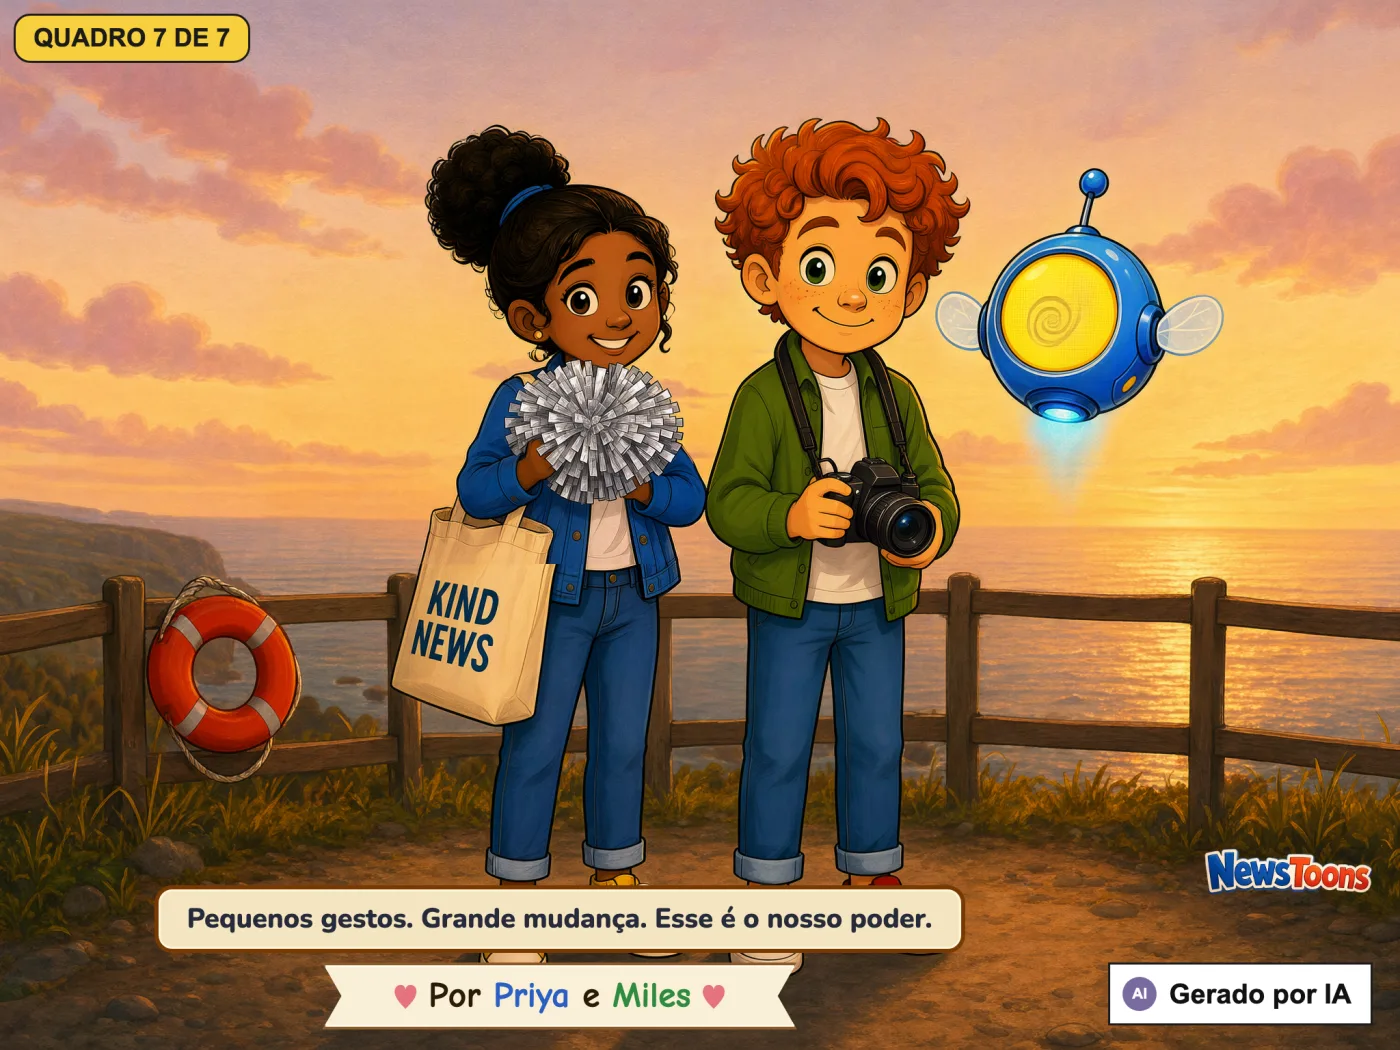 QUADRO 7 DE 7
KIND
NEWS
NewsToons
Pequenos gestos. Grande mudança. Esse é o nosso poder.
Por Priya e Miles
AI Gerado por IA